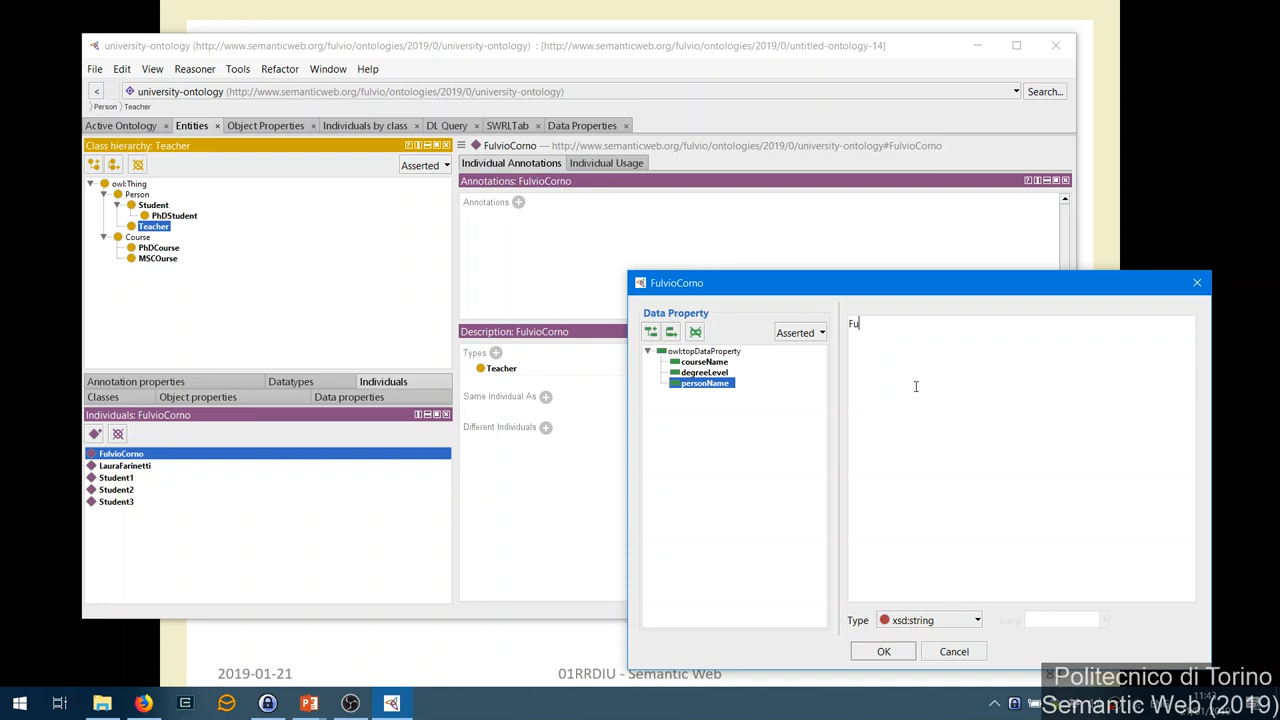 university-ontology (http://www.semanticweb.org/fulvio/ontologies/2019/0/university-ontology) : [http://www.semanticweb.org/fulvio/ontologies/2019/0/untitled-ontology-14]
File Edit View Reasoner Tools Refactor Window Help
< university-ontology (http://www.semanticweb.org/fulvio/ontologies/2019/0/university-ontology) Search...
Person Teacher
Active Ontology × Entities × Object Properties × Individuals by class × DL Query × SWRLTab × Data Properties ×
Class hierarchy: Teacher
Asserted
owl:Thing
Person
Student
PhDStudent
Teacher
Course
PhDCourse
MSCOurse
Annotation properties Datatypes Individuals
Classes Object properties Data properties
Individuals: FulvioCorno
FulvioCorno
LauraFarinetti
Student1
Student2
Student3
FulvioCorno — http://www.semanticweb.org/fulvio/ontologies/2019/0/university-ontology#FulvioCorno
Individual Annotations Individual Usage
Annotations: FulvioCorno
Annotations
Description: FulvioCorno
Types
Teacher
Same Individual As
Different Individuals
FulvioCorno
Data Property
Asserted
owl:topDataProperty
courseName
degreeLevel
personName
Fu
Type xsd:string Lang
OK Cancel
2019-01-21 01RRDIU - Semantic Web
Politecnico di Torino
Semantic Web (2019)